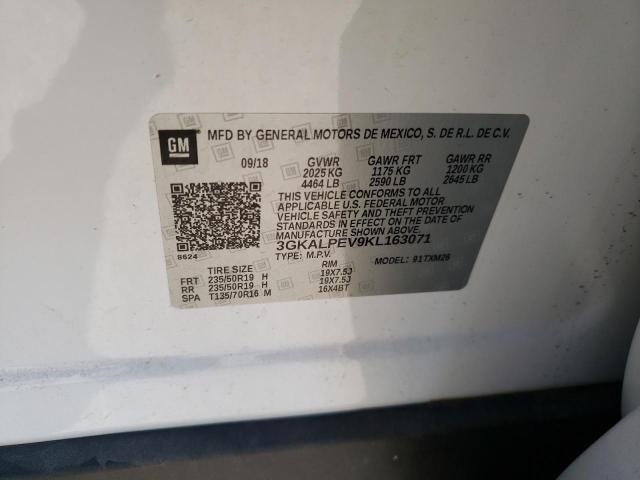 GM
MFD BY GENERAL MOTORS DE MEXICO, S. DE R.L. DE C.V.
09/18 GVWR GAWR FRT GAWR RR
2025 KG 1175 KG 1200 KG
4464 LB 2590 LB 2645 LB
THIS VEHICLE CONFORMS TO ALL
APPLICABLE U.S. FEDERAL MOTOR
VEHICLE SAFETY AND THEFT PREVENTION
STANDARDS IN EFFECT ON THE DATE OF
MANUFACTURE SHOWN ABOVE.
3GKALPEV9KL163071
8624 TYPE: M.P.V. MODEL: 91TXM26
TIRE SIZE RIM
FRT 235/50R19 H 19X7.5J
RR 235/50R19 H 19X7.5J
SPA T135/70R16 M 16X4BT